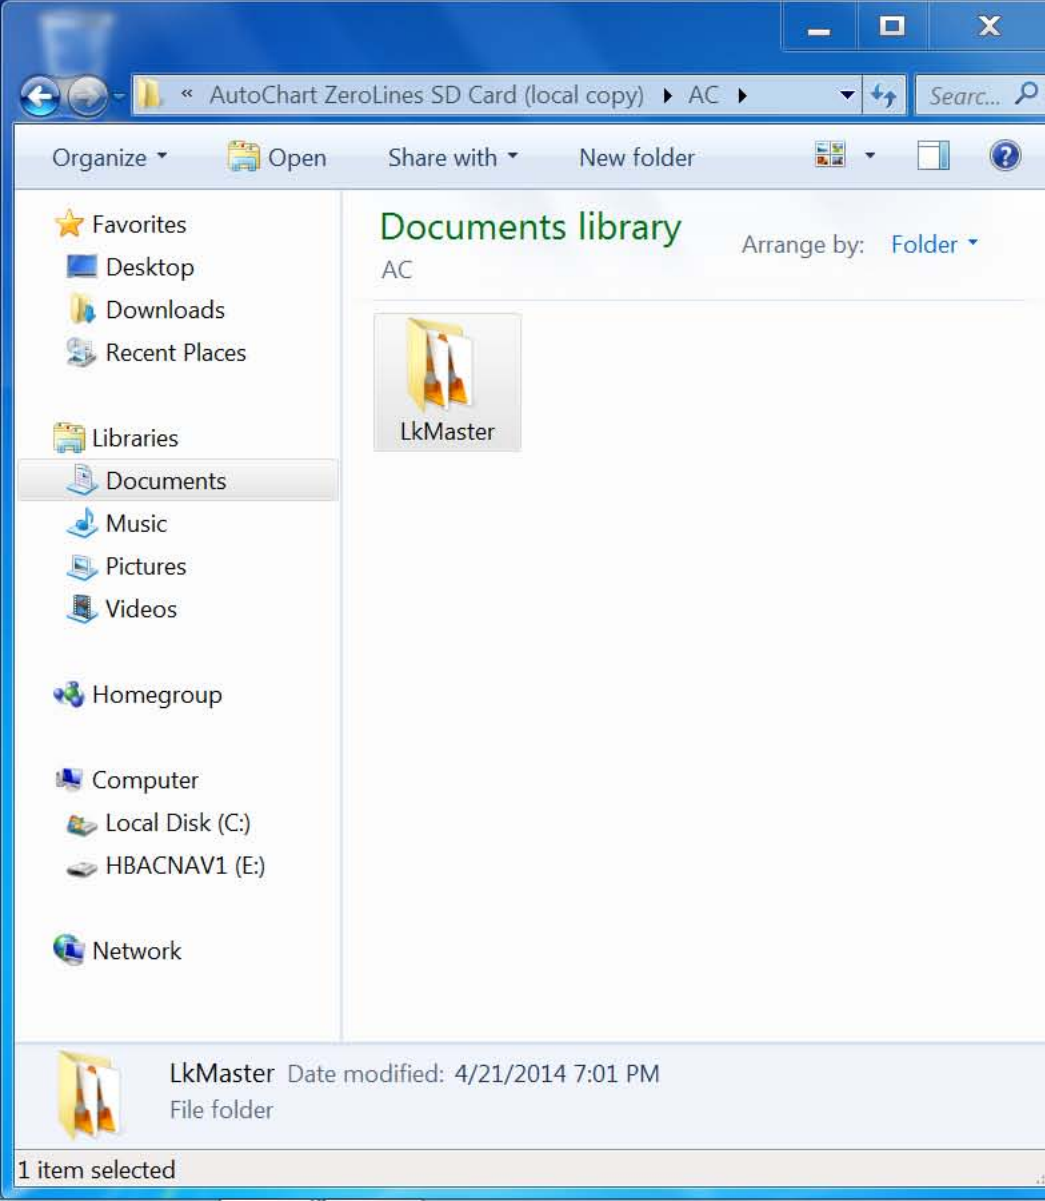 « AutoChart ZeroLines SD Card (local copy) ▸ AC ▸ Searc...
Organize Open Share with New folder
Favorites
Desktop
Downloads
Recent Places
Libraries
Documents
Music
Pictures
Videos
Homegroup
Computer
Local Disk (C:)
HBACNAV1 (E:)
Network
Documents library
AC
Arrange by: Folder
LkMaster
LkMaster Date modified: 4/21/2014 7:01 PM
File folder
1 item selected